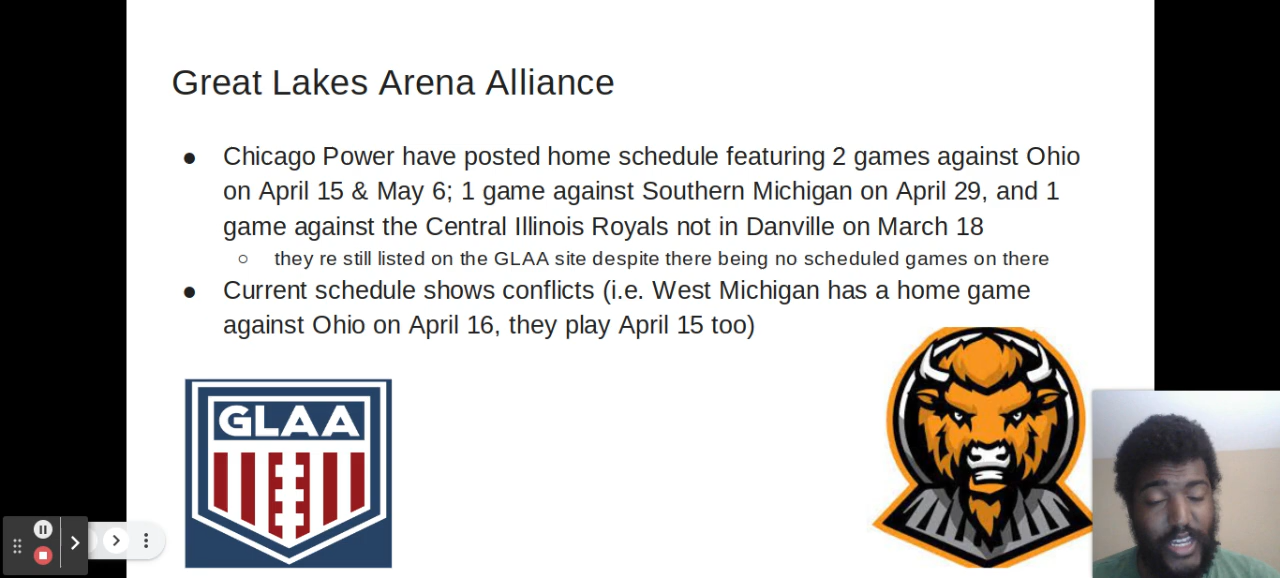 Great Lakes Arena Alliance
● Chicago Power have posted home schedule featuring 2 games against Ohio
on April 15 & May 6; 1 game against Southern Michigan on April 29, and 1
game against the Central Illinois Royals not in Danville on March 18
○ they re still listed on the GLAA site despite there being no scheduled games on there
● Current schedule shows conflicts (i.e. West Michigan has a home game
against Ohio on April 16, they play April 15 too)
GLAA